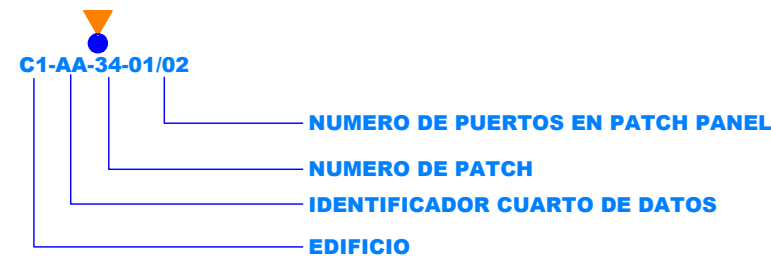 C1-AA-34-01/02
NUMERO DE PUERTOS EN PATCH PANEL
NUMERO DE PATCH
IDENTIFICADOR CUARTO DE DATOS
EDIFICIO